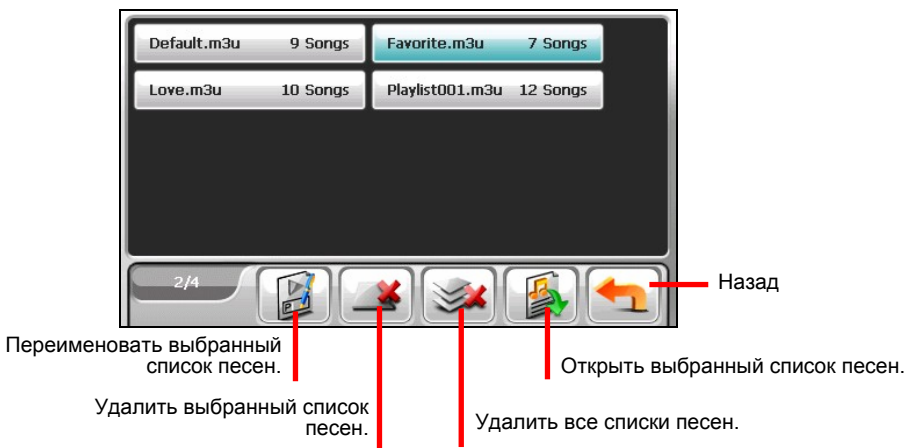 Default.m3u 9 Songs
Favorite.m3u 7 Songs
Love.m3u 10 Songs
Playlist001.m3u 12 Songs
2/4
P
Назад
Переименовать выбранный
список песен.
Открыть выбранный список песен.
Удалить выбранный список
песен.
Удалить все списки песен.